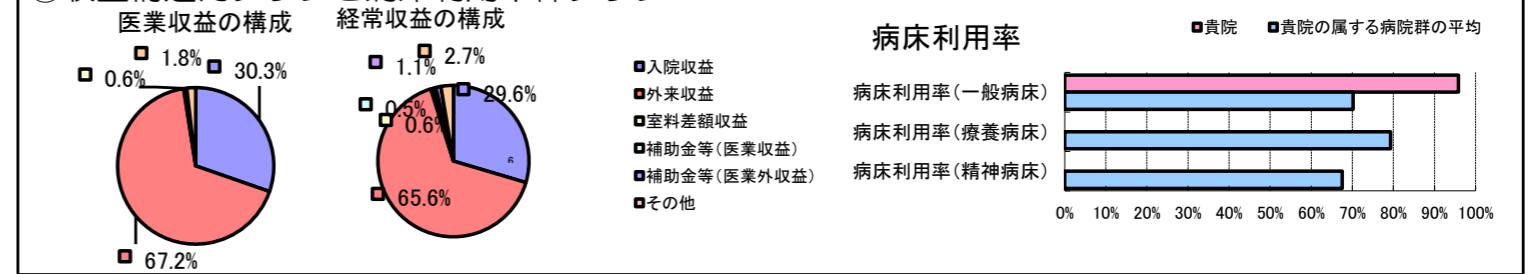 医業収益の構成
1.8%
30.3%
0.6%
67.2%
経常収益の構成
2.7%
1.1%
29.6%
0.5%
0.6%
65.6%
入院収益
外来収益
室料差額収益
補助金等(医業収益)
補助金等(医業外収益)
その他
病床利用率
貴院
貴院の属する病院群の平均
病床利用率(一般病床)
病床利用率(療養病床)
病床利用率(精神病床)
0% 10% 20% 30% 40% 50% 60% 70% 80% 90% 100%